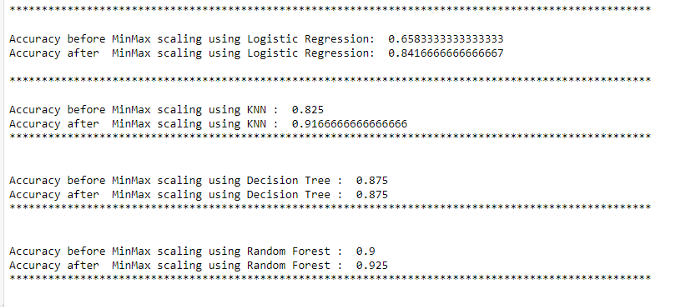 ****************************************************************************************************
Accuracy before MinMax scaling using Logistic Regression:  0.6583333333333333
Accuracy after  MinMax scaling using Logistic Regression:  0.8416666666666667
****************************************************************************************************
Accuracy before MinMax scaling using KNN :  0.825
Accuracy after  MinMax scaling using KNN :  0.9166666666666666
****************************************************************************************************
Accuracy before MinMax scaling using Decision Tree :  0.875
Accuracy after  MinMax scaling using Decision Tree :  0.875
****************************************************************************************************
Accuracy before MinMax scaling using Random Forest :  0.9
Accuracy after  MinMax scaling using Random Forest :  0.925
****************************************************************************************************